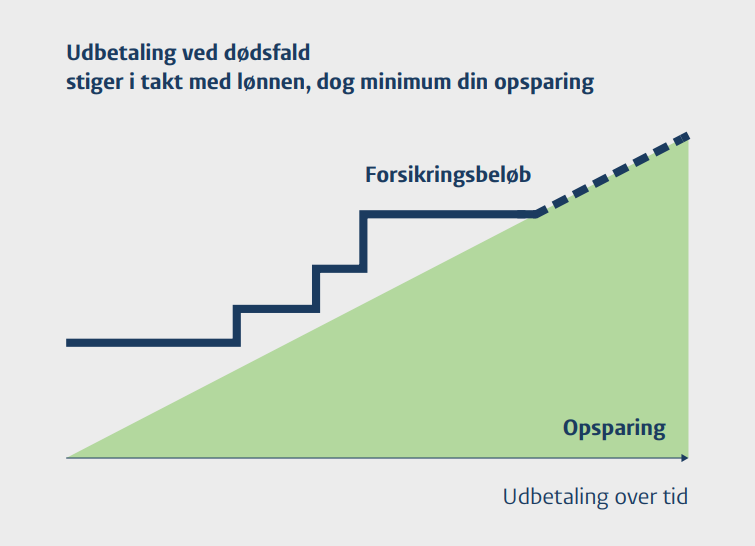 Udbetaling ved dødsfald
stiger i takt med lønnen, dog minimum din opsparing
Forsikringsbeløb
Opsparing
Udbetaling over tid